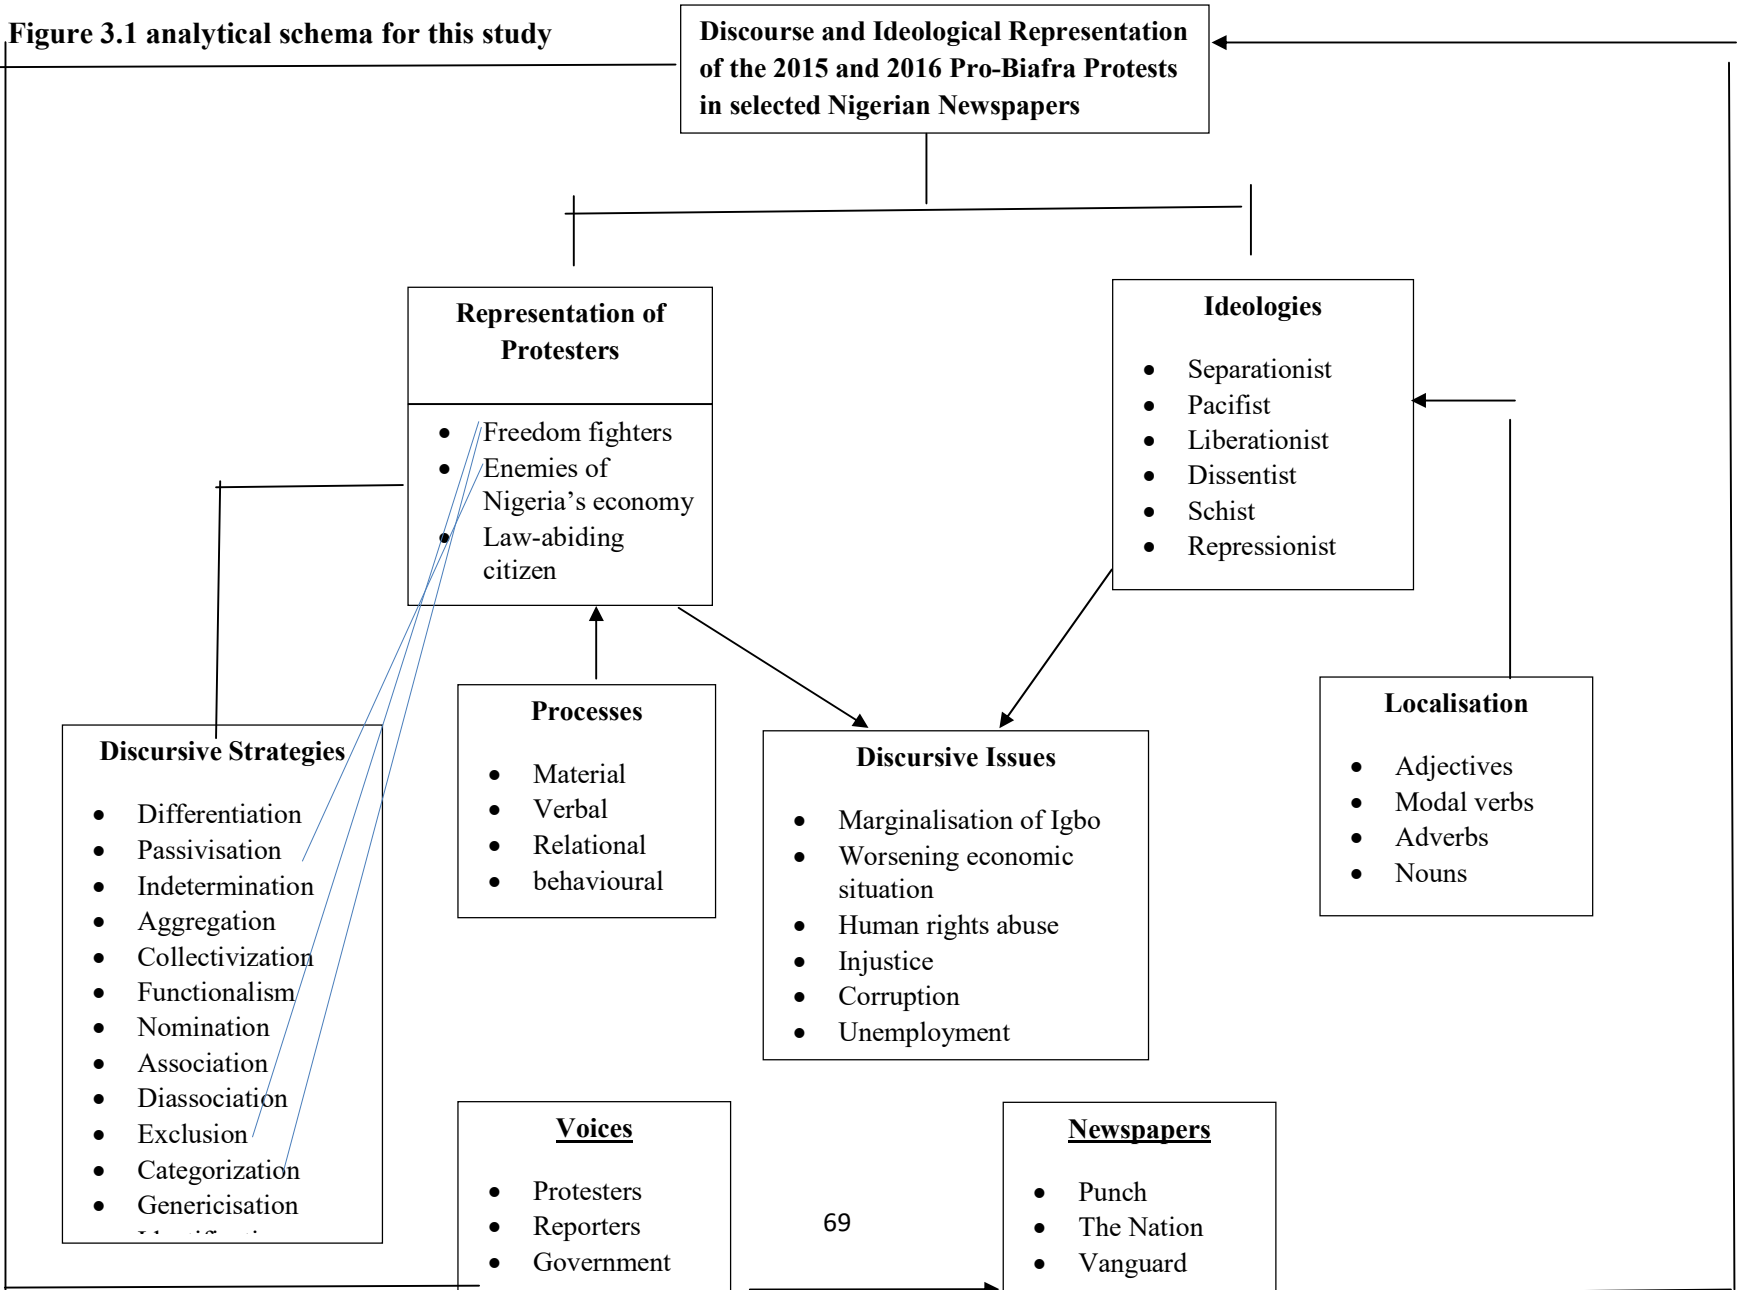 Figure 3.1 analytical schema for this study
Discourse and Ideological Representation
of the 2015 and 2016 Pro-Biafra Protests
in selected Nigerian Newspapers
Representation of
Protesters
• Freedom fighters
• Enemies of
Nigeria’s economy
• Law-abiding
citizen
Ideologies
• Separationist
• Pacifist
• Liberationist
• Dissentist
• Schist
• Repressionist
Discursive Strategies
• Differentiation
• Passivisation
• Indetermination
• Aggregation
• Collectivization
• Functionalism
• Nomination
• Association
• Diassociation
• Exclusion
• Categorization
• Genericisation
Processes
• Material
• Verbal
• Relational
• behavioural
Discursive Issues
• Marginalisation of Igbo
• Worsening economic
situation
• Human rights abuse
• Injustice
• Corruption
• Unemployment
Localisation
• Adjectives
• Modal verbs
• Adverbs
• Nouns
Voices
• Protesters
• Reporters
• Government
69
Newspapers
• Punch
• The Nation
• Vanguard